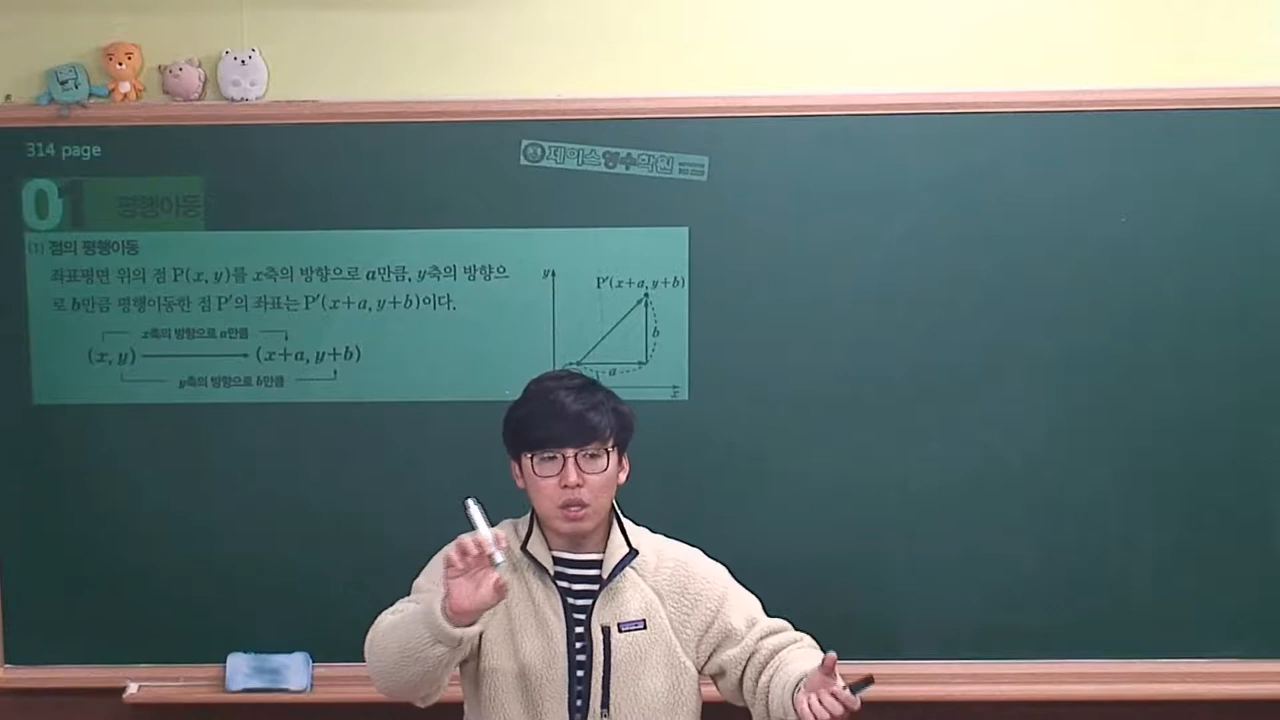 314 page
제이스영수학원
01 평행이동
(1) 점의 평행이동
좌표평면 위의 점 P(x, y)를 x축의 방향으로 a만큼, y축의 방향으
로 b만큼 평행이동한 점 P′의 좌표는 P′(x+a, y+b)이다.
x축의 방향으로 a만큼
(x, y) → (x+a, y+b)
y축의 방향으로 b만큼
y
P′(x+a, y+b)
b
a
x